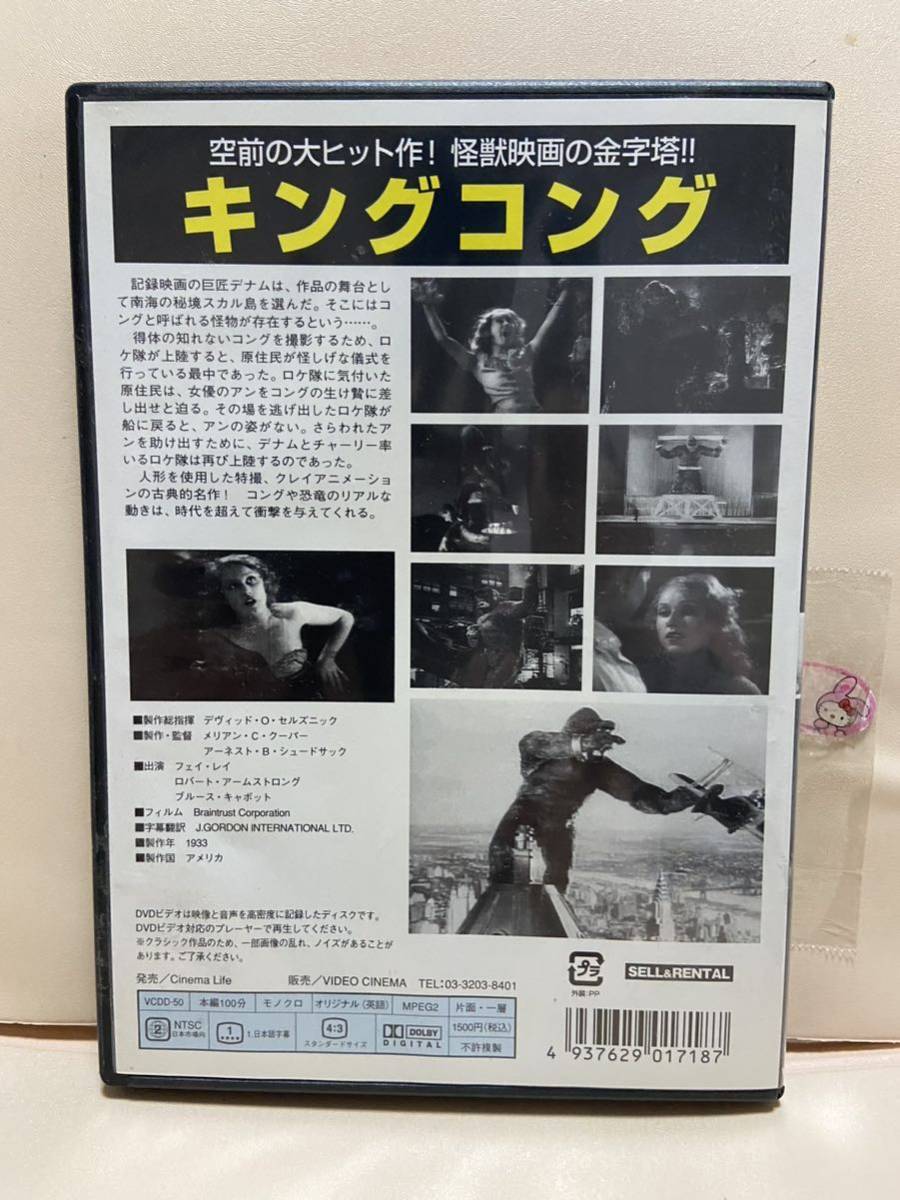 空前の大ヒット作! 怪獣映画の金字塔!!
キングコング
記録映画の巨匠デナムは、作品の舞台とし
て南海の秘境スカル島を選んだ。そこにはコ
ングと呼ばれる怪物が存在するという……。
得体の知れないコングを撮影するため、ロ
ケ隊が上陸すると、原住民が怪しげな儀式を
行っている最中であった。ロケ隊に気付いた
原住民は、女優のアンをコングの生け贄に差
し出せと迫る。その場を逃げ出したロケ隊が
船に戻ると、アンの姿がない。さらわれたア
ンを助け出すために、デナムとチャーリー率
いるロケ隊は再び上陸するのであった。
人形を使用した特撮、クレイアニメーショ
ンの古典的名作! コングや恐竜のリアルな
動きは、時代を超えて衝撃を与えてくれる。
■製作総指揮 デヴィッド・O・セルズニック
■製作・監督 メリアン・C・クーパー
アーネスト・B・シュードサック
■出演 フェイ・レイ
ロバート・アームストロング
ブルース・キャボット
■フィルム Braintrust Corporation
■字幕翻訳 J.GORDON INTERNATIONAL LTD.
■製作年 1933
■製作国 アメリカ
DVDビデオは映像と音声を高密度に記録したディスクです。
DVDビデオ対応のプレーヤーで再生してください。
※クラシック作品のため、一部画像の乱れ、ノイズがあることが
あります。ご了承ください。
発売/Cinema Life 販売/VIDEO CINEMA TEL:03-3203-8401
VCDD-50 本編100分 モノクロ オリジナル(英語) MPEG2 片面・一層
2 NTSC 日本市場向 1 1.日本語字幕 4:3 スタンダードサイズ DOLBY DIGITAL 1500円(税込) 不許複製
プラ
外装:PP
SELL&RENTAL
4 937629 017187